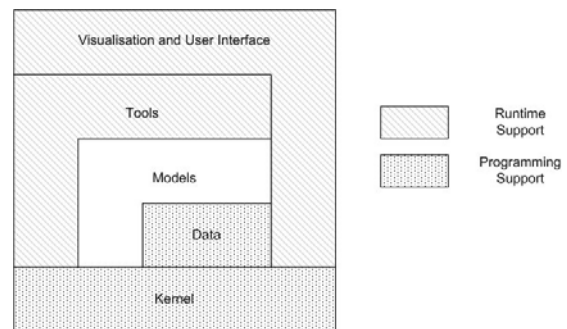 Visualisation and User Interface
Tools
Models
Data
Kernel
Runtime
Support
Programming
Support